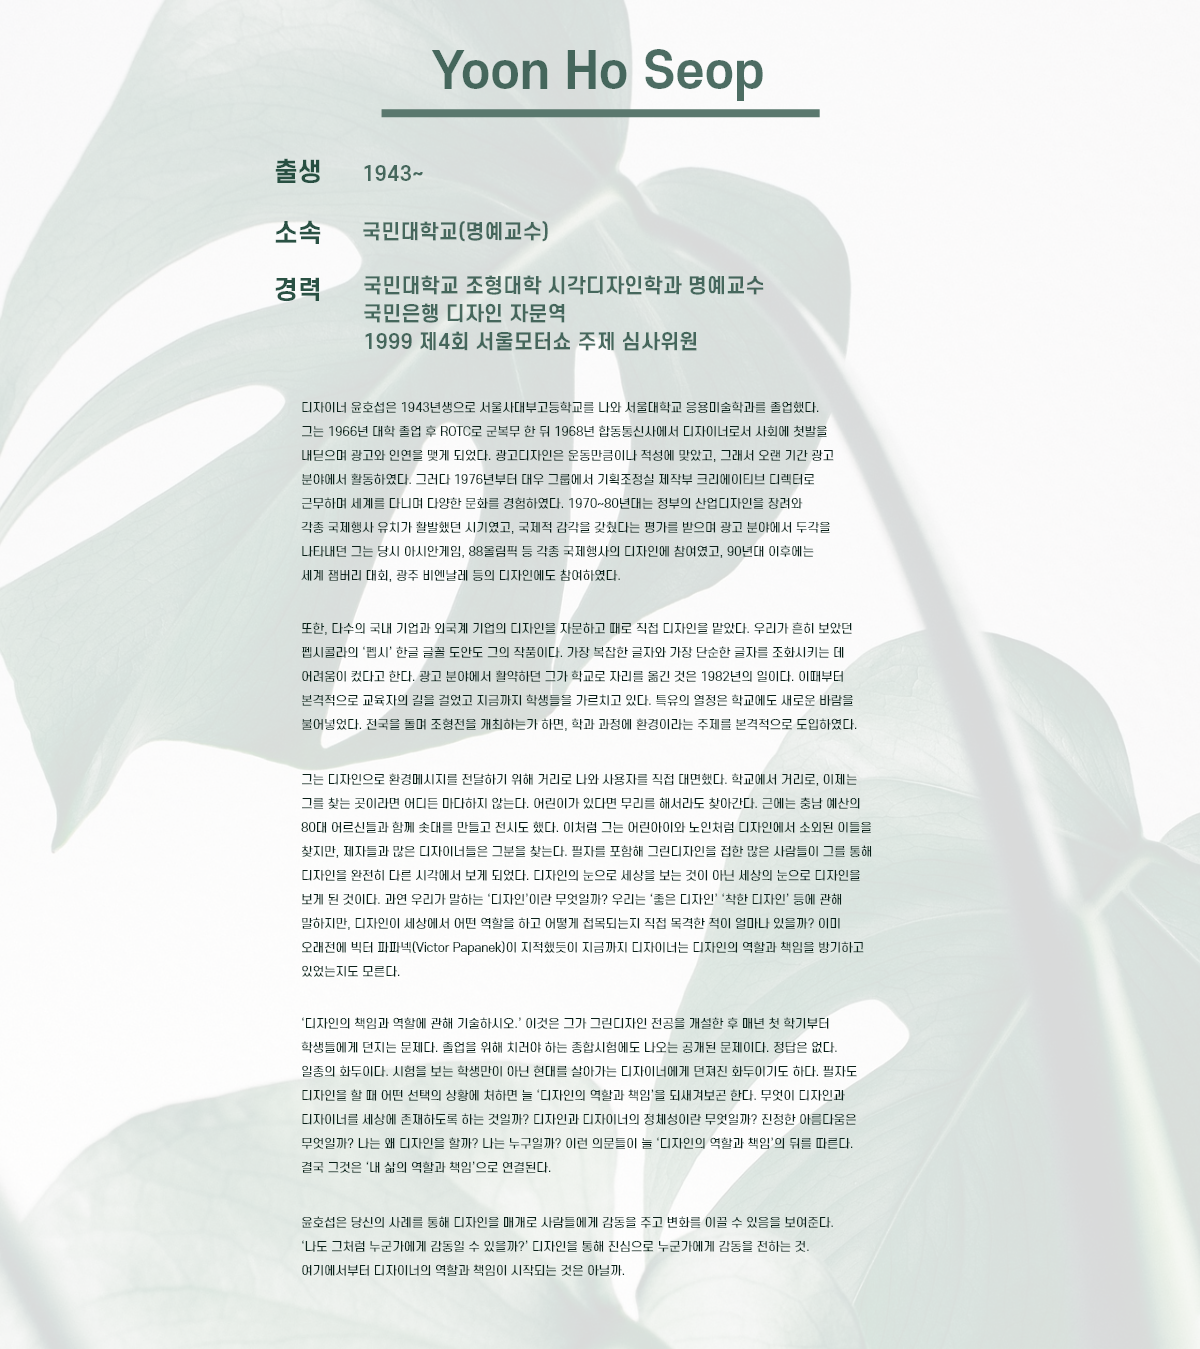 Yoon Ho Seop
출생 1943~
소속 국민대학교(명예교수)
경력 국민대학교 조형대학 시각디자인학과 명예교수
국민은행 디자인 자문역
1999 제4회 서울모터쇼 주제 심사위원
디자이너 윤호섭은 1943년생으로 서울사대부고등학교를 나와 서울대학교 응용미술학과를 졸업했다.
그는 1966년 대학 졸업 후 ROTC로 군복무 한 뒤 1968년 합동통신사에서 디자이너로서 사회에 첫발을
내딛으며 광고와 인연을 맺게 되었다. 광고디자인은 운동만큼이나 적성에 맞았고, 그래서 오랜 기간 광고
분야에서 활동하였다. 그러다 1976년부터 대우 그룹에서 기획조정실 제작부 크리에이티브 디렉터로
근무하며 세계를 다니며 다양한 문화를 경험하였다. 1970~80년대는 정부의 산업디자인을 장려와
각종 국제행사 유치가 활발했던 시기였고, 국제적 감각을 갖췄다는 평가를 받으며 광고 분야에서 두각을
나타내던 그는 당시 아시안게임, 88올림픽 등 각종 국제행사의 디자인에 참여였고, 90년대 이후에는
세계 잼버리 대회, 광주 비엔날레 등의 디자인에도 참여하였다.
또한, 다수의 국내 기업과 외국계 기업의 디자인을 자문하고 때로 직접 디자인을 맡았다. 우리가 흔히 보았던
펩시콜라의 ‘펩시’ 한글 글꼴 도안도 그의 작품이다. 가장 복잡한 글자와 가장 단순한 글자를 조화시키는 데
어려움이 컸다고 한다. 광고 분야에서 활약하던 그가 학교로 자리를 옮긴 것은 1982년의 일이다. 이때부터
본격적으로 교육자의 길을 걸었고 지금까지 학생들을 가르치고 있다. 특유의 열정은 학교에도 새로운 바람을
불어넣었다. 전국을 돌며 조형전을 개최하는가 하면, 학과 과정에 환경이라는 주제를 본격적으로 도입하였다.
그는 디자인으로 환경메시지를 전달하기 위해 거리로 나와 사용자를 직접 대면했다. 학교에서 거리로, 이제는
그를 찾는 곳이라면 어디든 마다하지 않는다. 어린이가 있다면 무리를 해서라도 찾아간다. 근에는 충남 예산의
80대 어르신들과 함께 솟대를 만들고 전시도 했다. 이처럼 그는 어린아이와 노인처럼 디자인에서 소외된 이들을
찾지만, 제자들과 많은 디자이너들은 그분을 찾는다. 필자를 포함해 그린디자인을 접한 많은 사람들이 그를 통해
디자인을 완전히 다른 시각에서 보게 되었다. 디자인의 눈으로 세상을 보는 것이 아닌 세상의 눈으로 디자인을
보게 된 것이다. 과연 우리가 말하는 ‘디자인’이란 무엇일까? 우리는 ‘좋은 디자인’ ‘착한 디자인’ 등에 관해
말하지만, 디자인이 세상에서 어떤 역할을 하고 어떻게 접목되는지 직접 목격한 적이 얼마나 있을까? 이미
오래전에 빅터 파파넥(Victor Papanek)이 지적했듯이 지금까지 디자이너는 디자인의 역할과 책임을 방기하고
있었는지도 모른다.
‘디자인의 책임과 역할에 관해 기술하시오.’ 이것은 그가 그린디자인 전공을 개설한 후 매년 첫 학기부터
학생들에게 던지는 문제다. 졸업을 위해 치러야 하는 종합시험에도 나오는 공개된 문제이다. 정답은 없다.
일종의 화두이다. 시험을 보는 학생만이 아닌 현대를 살아가는 디자이너에게 던져진 화두이기도 하다. 필자도
디자인을 할 때 어떤 선택의 상황에 처하면 늘 ‘디자인의 역할과 책임’을 되새겨보곤 한다. 무엇이 디자인과
디자이너를 세상에 존재하도록 하는 것일까? 디자인과 디자이너의 정체성이란 무엇일까? 진정한 아름다움은
무엇일까? 나는 왜 디자인을 할까? 나는 누구일까? 이런 의문들이 늘 ‘디자인의 역할과 책임’의 뒤를 따른다.
결국 그것은 ‘내 삶의 역할과 책임’으로 연결된다.
윤호섭은 당신의 사례를 통해 디자인을 매개로 사람들에게 감동을 주고 변화를 이끌 수 있음을 보여준다.
‘나도 그처럼 누군가에게 감동일 수 있을까?’ 디자인을 통해 진심으로 누군가에게 감동을 전하는 것.
여기에서부터 디자이너의 역할과 책임이 시작되는 것은 아닐까.